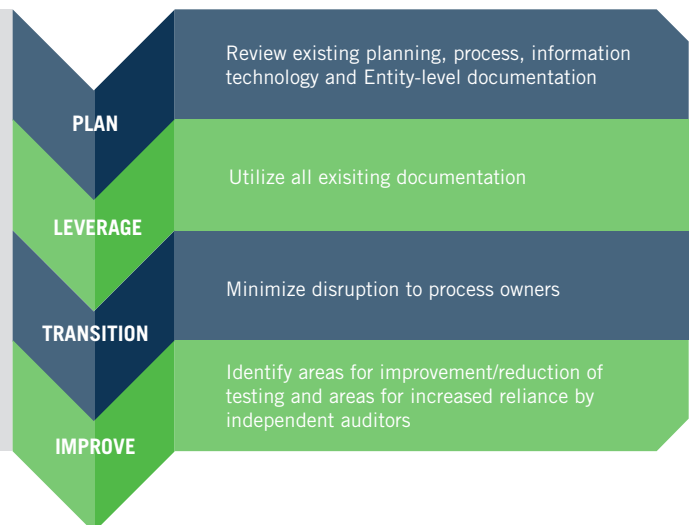 PLAN
Review existing planning, process, information
technology and Entity-level documentation
LEVERAGE
Utilize all exisiting documentation
TRANSITION
Minimize disruption to process owners
IMPROVE
Identify areas for improvement/reduction of
testing and areas for increased reliance by
independent auditors